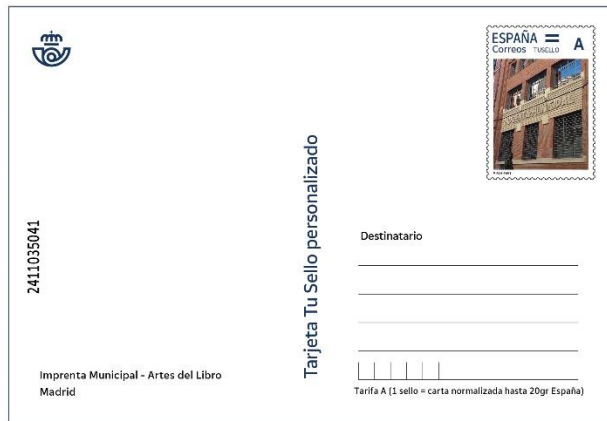 ESPAÑA
Correos TUSELLO
A
Tarjeta Tu Sello personalizado
2411035041
Destinatario
Imprenta Municipal - Artes del Libro
Madrid
Tarifa A (1 sello = carta normalizada hasta 20gr España)